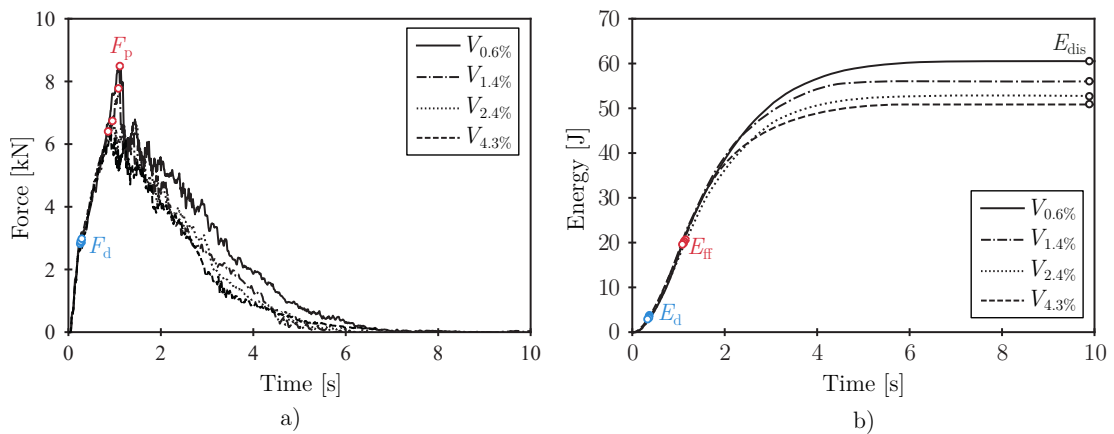 10
8
6
4
2
0
Force [kN]
F_p
F_d
V_0.6%
V_1.4%
V_2.4%
V_4.3%
0 2 4 6 8 10
Time [s]
a)
70
60
50
40
30
20
10
0
Energy [J]
E_dis
E_ff
E_d
V_0.6%
V_1.4%
V_2.4%
V_4.3%
0 2 4 6 8 10
Time [s]
b)